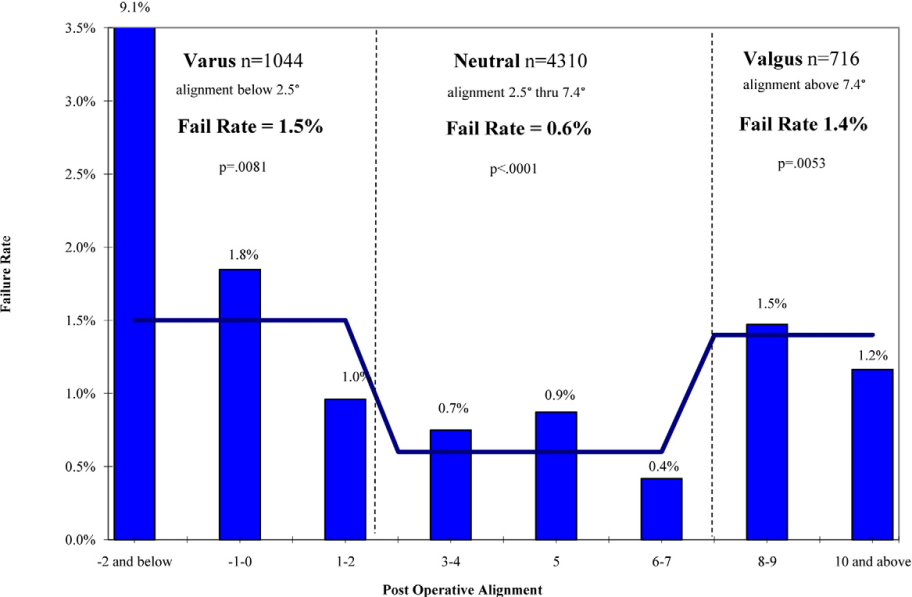 9.1%
3.5%
3.0%
2.5%
2.0%
1.5%
1.0%
0.5%
0.0%
Failure Rate
Varus n=1044
alignment below 2.5°
Fail Rate = 1.5%
p=.0081
Neutral n=4310
alignment 2.5° thru 7.4°
Fail Rate = 0.6%
p<.0001
Valgus n=716
alignment above 7.4°
Fail Rate 1.4%
p=.0053
1.8%
1.0%
0.7%
0.9%
0.4%
1.5%
1.2%
-2 and below -1-0 1-2 3-4 5 6-7 8-9 10 and above
Post Operative Alignment